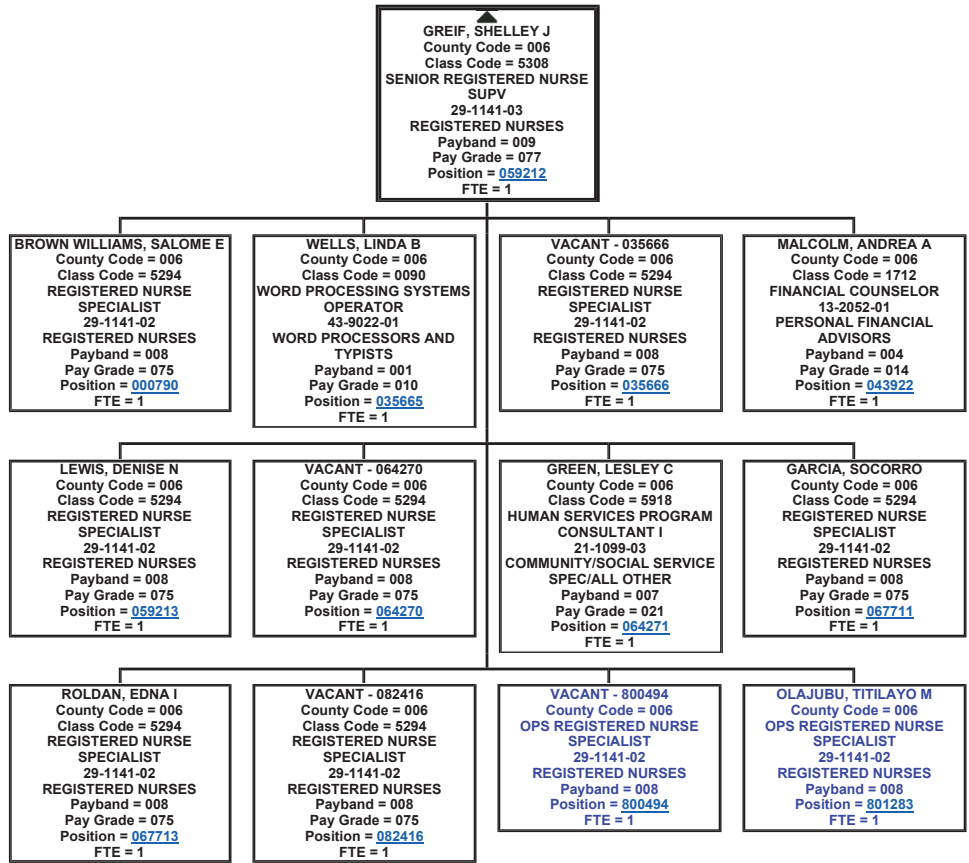 GREIF, SHELLEY J
County Code = 006
Class Code = 5308
SENIOR REGISTERED NURSE
SUPV
29-1141-03
REGISTERED NURSES
Payband = 009
Pay Grade = 077
Position = 059212
FTE = 1
BROWN WILLIAMS, SALOME E
County Code = 006
Class Code = 5294
REGISTERED NURSE
SPECIALIST
29-1141-02
REGISTERED NURSES
Payband = 008
Pay Grade = 075
Position = 000790
FTE = 1
WELLS, LINDA B
County Code = 006
Class Code = 0090
WORD PROCESSING SYSTEMS
OPERATOR
43-9022-01
WORD PROCESSORS AND
TYPISTS
Payband = 001
Pay Grade = 010
Position = 035665
FTE = 1
VACANT - 035666
County Code = 006
Class Code = 5294
REGISTERED NURSE
SPECIALIST
29-1141-02
REGISTERED NURSES
Payband = 008
Pay Grade = 075
Position = 035666
FTE = 1
MALCOLM, ANDREA A
County Code = 006
Class Code = 1712
FINANCIAL COUNSELOR
13-2052-01
PERSONAL FINANCIAL
ADVISORS
Payband = 004
Pay Grade = 014
Position = 043922
FTE = 1
LEWIS, DENISE N
County Code = 006
Class Code = 5294
REGISTERED NURSE
SPECIALIST
29-1141-02
REGISTERED NURSES
Payband = 008
Pay Grade = 075
Position = 059213
FTE = 1
VACANT - 064270
County Code = 006
Class Code = 5294
REGISTERED NURSE
SPECIALIST
29-1141-02
REGISTERED NURSES
Payband = 008
Pay Grade = 075
Position = 064270
FTE = 1
GREEN, LESLEY C
County Code = 006
Class Code = 5918
HUMAN SERVICES PROGRAM
CONSULTANT I
21-1099-03
COMMUNITY/SOCIAL SERVICE
SPEC/ALL OTHER
Payband = 007
Pay Grade = 021
Position = 064271
FTE = 1
GARCIA, SOCORRO
County Code = 006
Class Code = 5294
REGISTERED NURSE
SPECIALIST
29-1141-02
REGISTERED NURSES
Payband = 008
Pay Grade = 075
Position = 067711
FTE = 1
ROLDAN, EDNA I
County Code = 006
Class Code = 5294
REGISTERED NURSE
SPECIALIST
29-1141-02
REGISTERED NURSES
Payband = 008
Pay Grade = 075
Position = 067713
FTE = 1
VACANT - 082416
County Code = 006
Class Code = 5294
REGISTERED NURSE
SPECIALIST
29-1141-02
REGISTERED NURSES
Payband = 008
Pay Grade = 075
Position = 082416
FTE = 1
VACANT - 800494
County Code = 006
OPS REGISTERED NURSE
SPECIALIST
29-1141-02
REGISTERED NURSES
Payband = 008
Position = 800494
FTE = 1
OLAJUBU, TITILAYO M
County Code = 006
OPS REGISTERED NURSE
SPECIALIST
29-1141-02
REGISTERED NURSES
Payband = 008
Position = 801283
FTE = 1